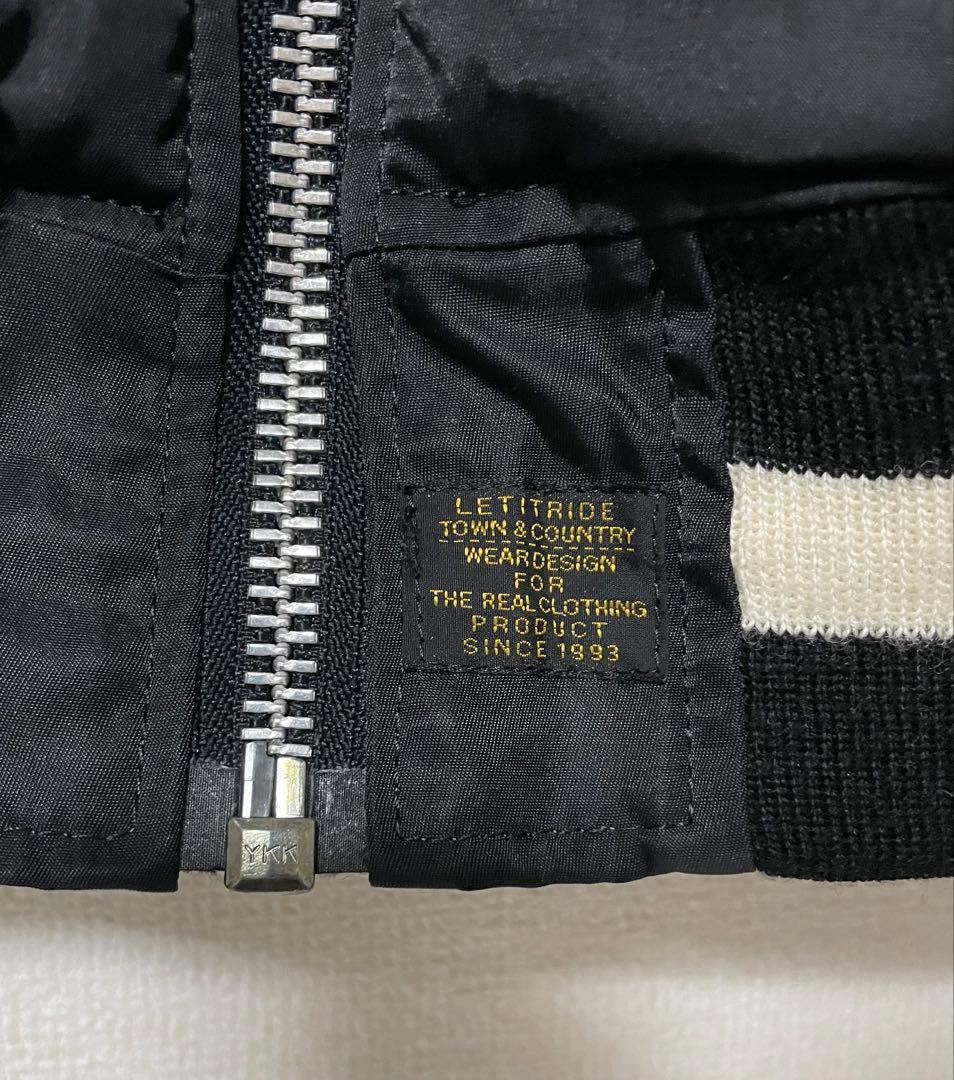 LETITRIDE
TOWN & COUNTRY
WEARDESIGN
FOR
THE REALCLOTHING
PRODUCT
SINCE 1993
YKK